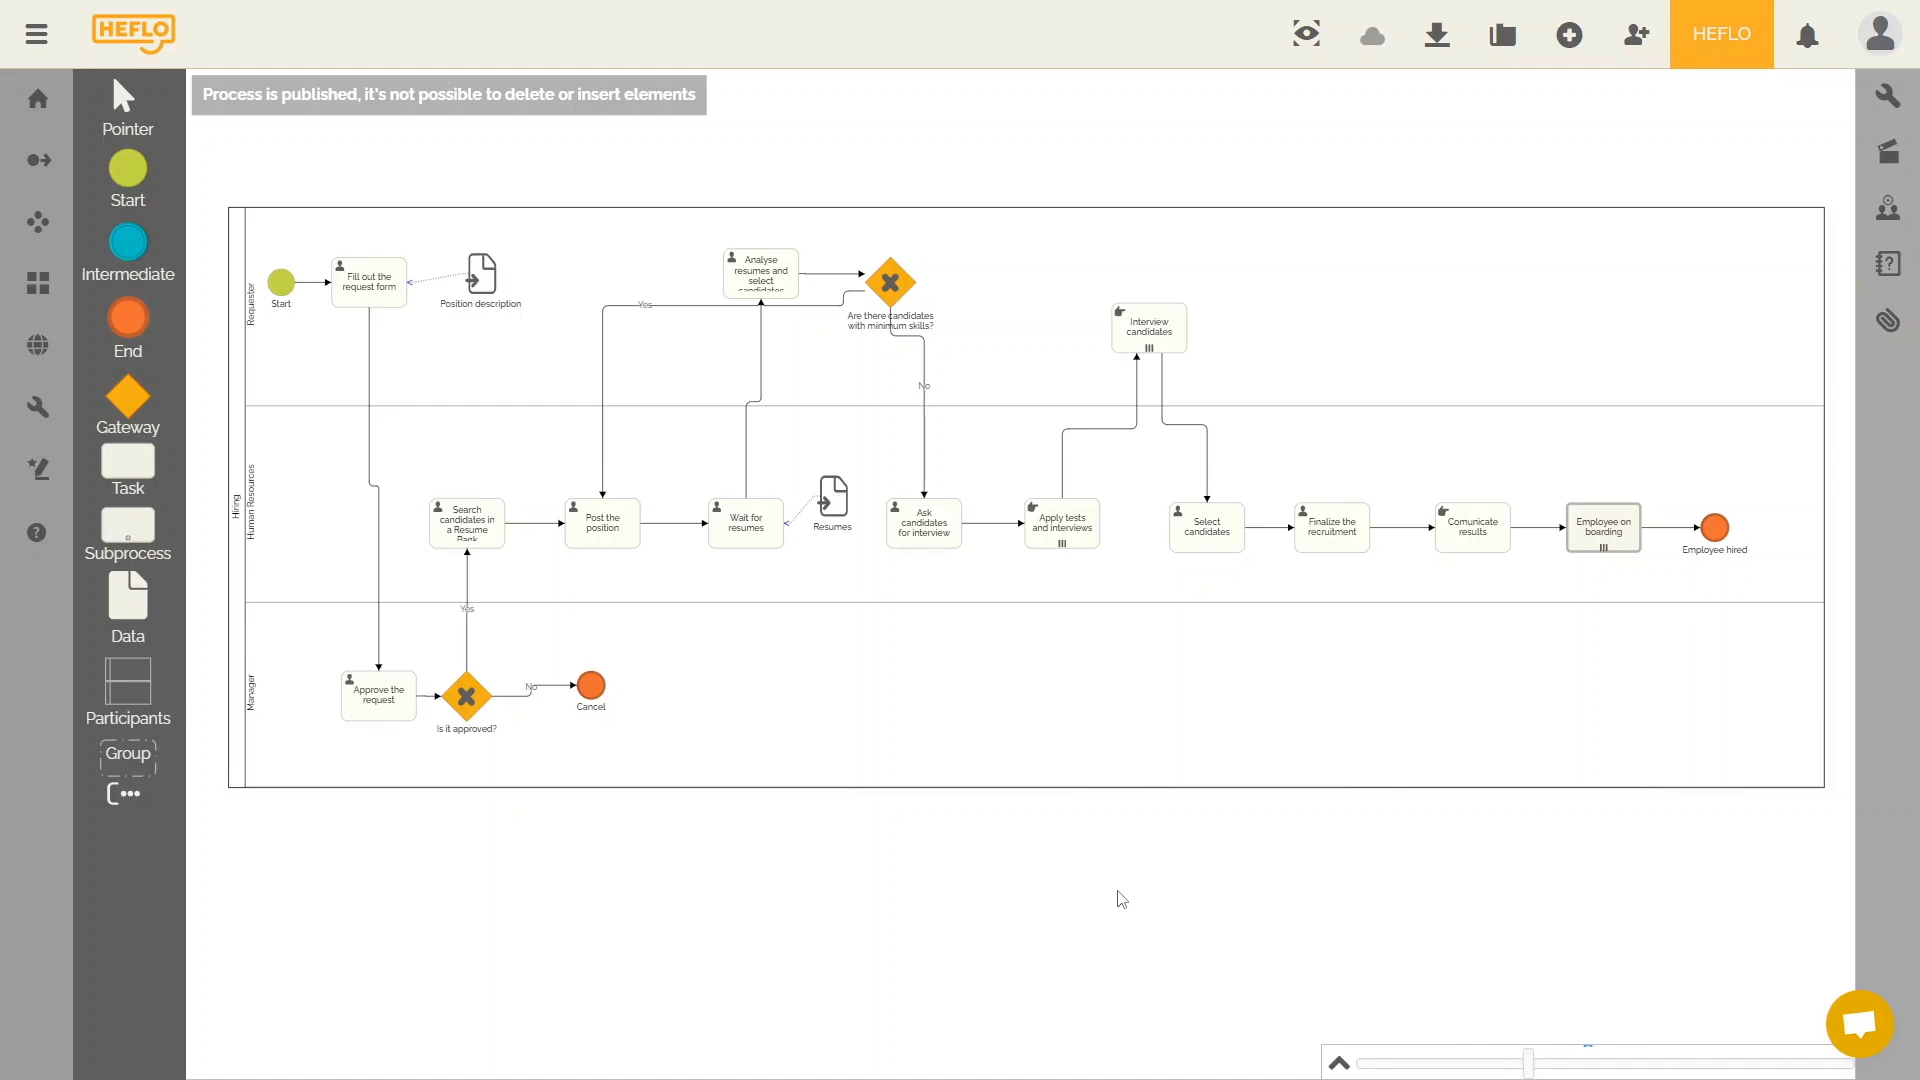 HEFLO
HEFLO
Process is published, it's not possible to delete or insert elements
Pointer
Start
Intermediate
End
Gateway
Task
Subprocess
Data
Participants
Group
Hiring
Requester
Human Resources
Manager
Start
Fill out the
request form
Position description
Analyse
resumes and
select
candidates
Are there candidates
with minimum skills?
Yes
No
Interview
candidates
Search
candidates in
a Resume
Bank
Post the
position
Wait for
resumes
Resumes
Ask
candidates
for interview
Apply tests
and interviews
Select
candidates
Finalize the
recruitment
Comunicate
results
Employee on
boarding
Employee hired
Yes
Approve the
request
Is it approved?
No
Cancel